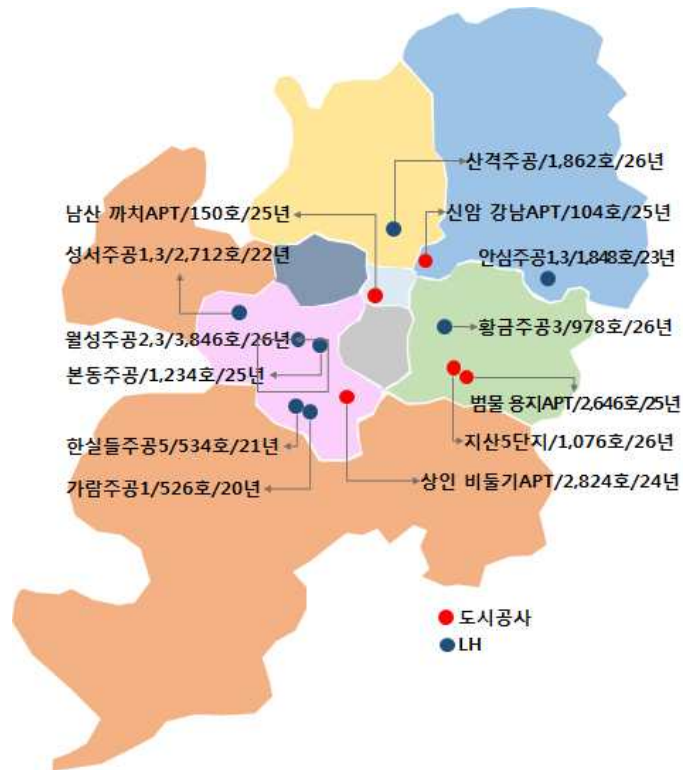 산격주공/1,862호/26년
남산 까치APT/150호/25년
신암 강남APT/104호/25년
성서주공1,3/2,712호/22년
안심주공1,3/1,848호/23년
월성주공2,3/3,846호/26년
황금주공3/978호/26년
본동주공/1,234호/25년
범물 용지APT/2,646호/25년
한실들주공5/534호/21년
지산5단지/1,076호/26년
가람주공1/526호/20년
상인 비둘기APT/2,824호/24년
도시공사
LH